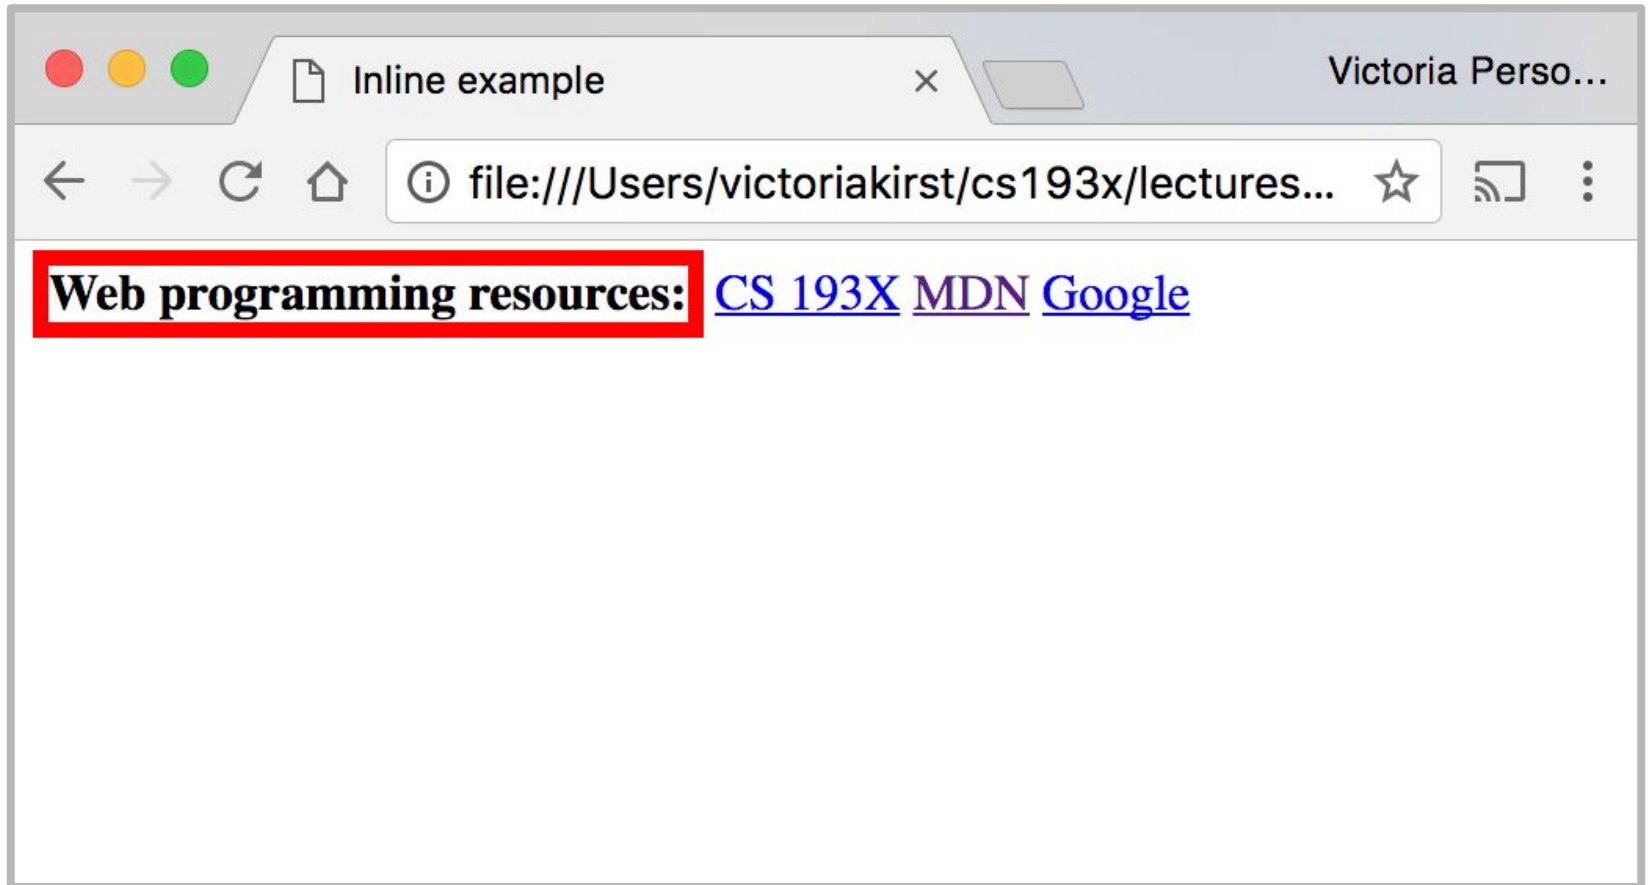 Inline example
Victoria Perso...
file:///Users/victoriakirst/cs193x/lectures...
Web programming resources: CS 193X MDN Google